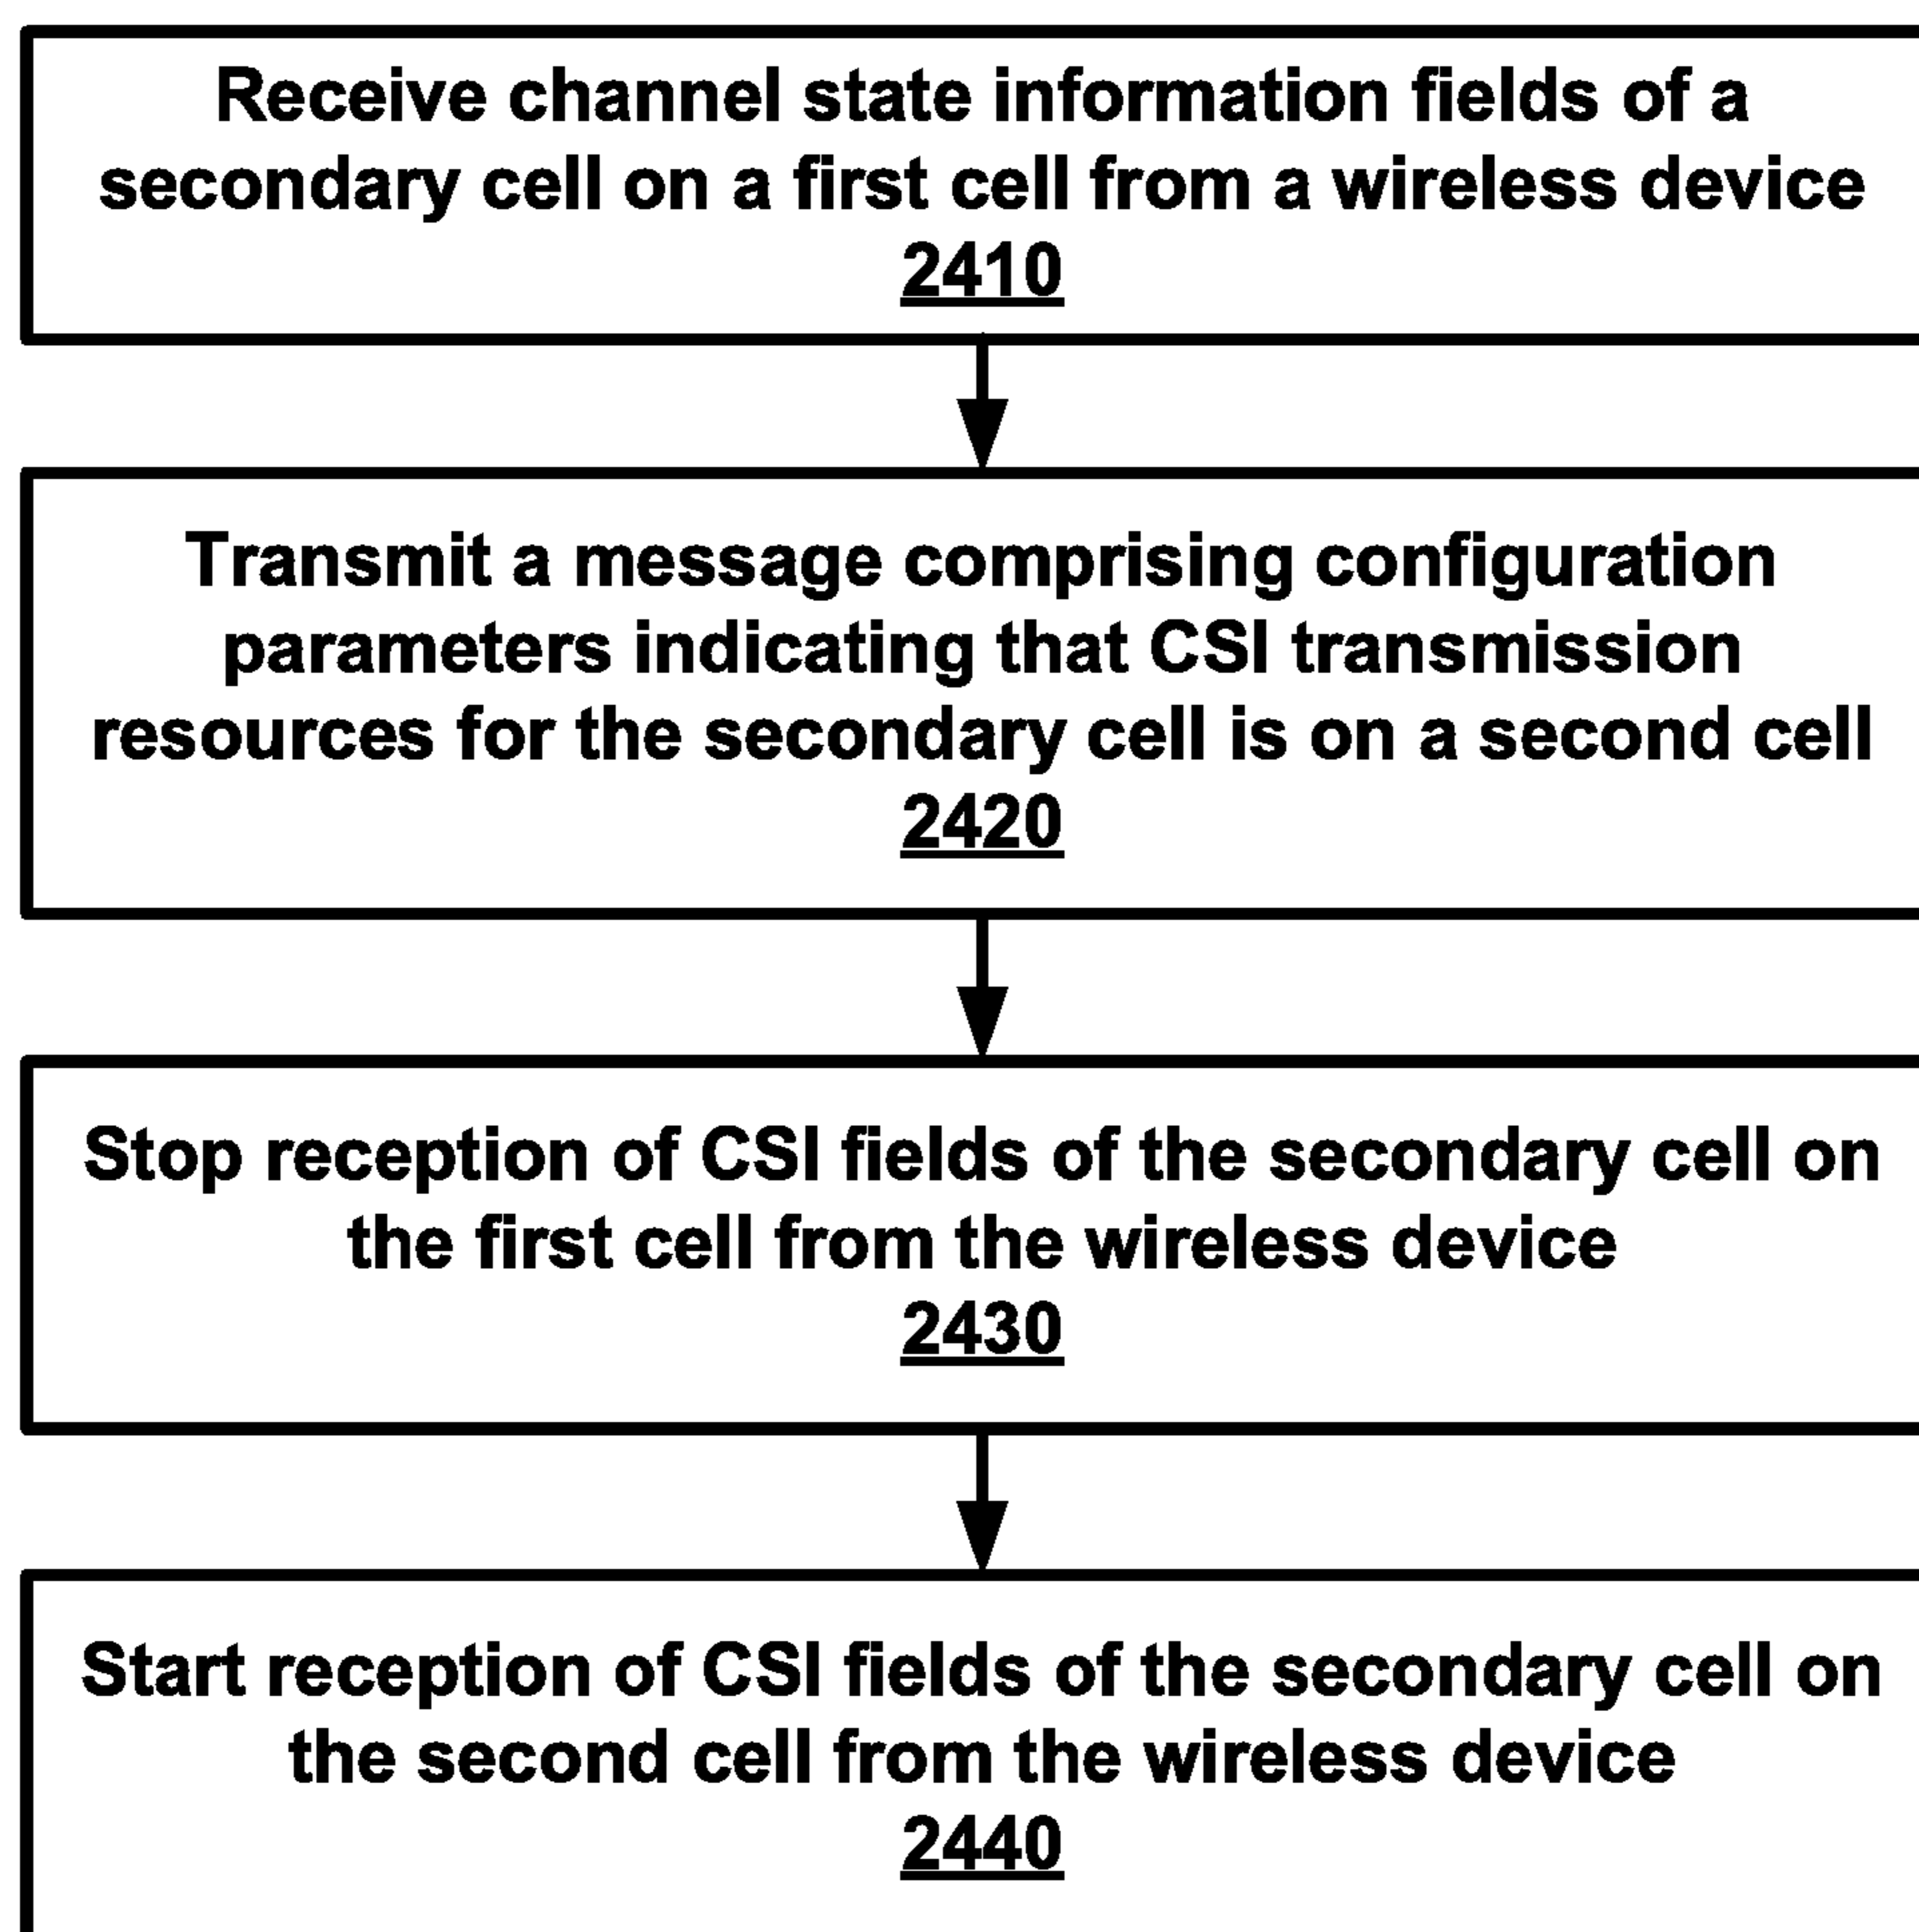 Receive channel state information fields of a
secondary cell on a first cell from a wireless device
2410
Transmit a message comprising configuration
parameters indicating that CSI transmission
resources for the secondary cell is on a second cell
2420
Stop reception of CSI fields of the secondary cell on
the first cell from the wireless device
2430
Start reception of CSI fields of the secondary cell on
the second cell from the wireless device
2440